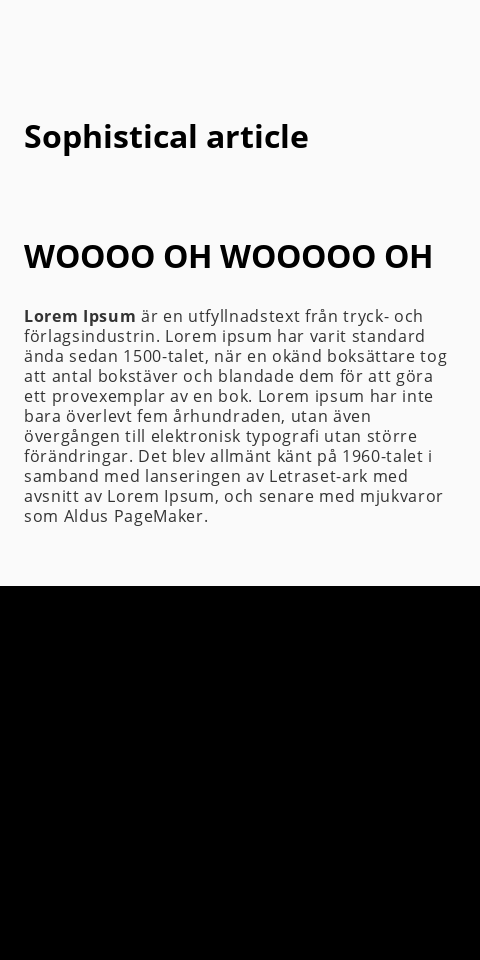 Sophistical article
WOOOO OH WOOOOO OH
Lorem Ipsum är en utfyllnadstext från tryck- och
förlagsindustrin. Lorem ipsum har varit standard
ända sedan 1500-talet, när en okänd boksättare tog
att antal bokstäver och blandade dem för att göra
ett provexemplar av en bok. Lorem ipsum har inte
bara överlevt fem århundraden, utan även
övergången till elektronisk typografi utan större
förändringar. Det blev allmänt känt på 1960-talet i
samband med lanseringen av Letraset-ark med
avsnitt av Lorem Ipsum, och senare med mjukvaror
som Aldus PageMaker.